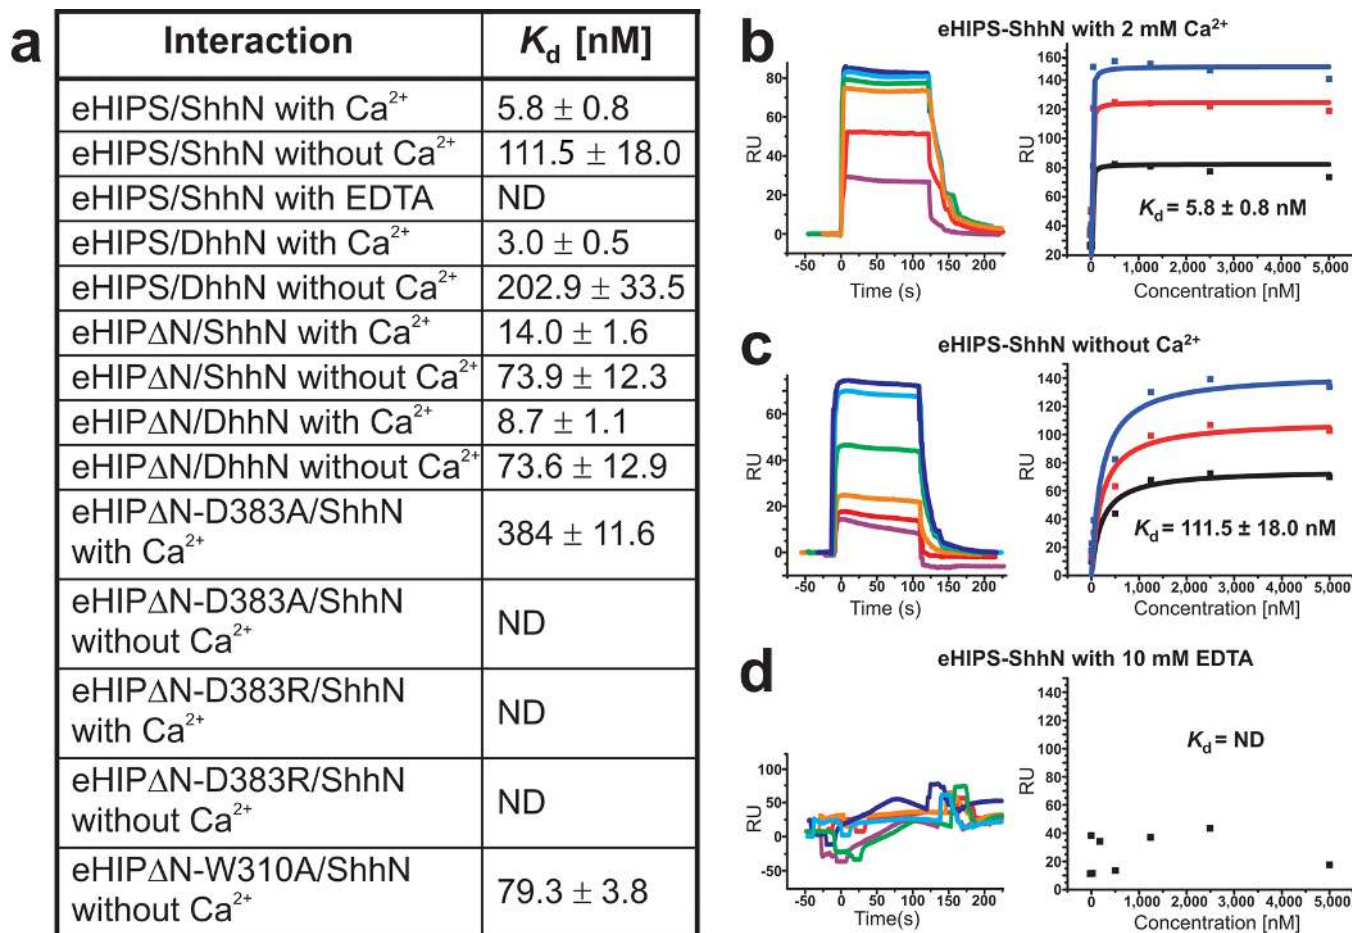 a
Interaction K_d [nM]
eHIPS/ShhN with Ca²⁺ 5.8 ± 0.8
eHIPS/ShhN without Ca²⁺ 111.5 ± 18.0
eHIPS/ShhN with EDTA ND
eHIPS/DhhN with Ca²⁺ 3.0 ± 0.5
eHIPS/DhhN without Ca²⁺ 202.9 ± 33.5
eHIPΔN/ShhN with Ca²⁺ 14.0 ± 1.6
eHIPΔN/ShhN without Ca²⁺ 73.9 ± 12.3
eHIPΔN/DhhN with Ca²⁺ 8.7 ± 1.1
eHIPΔN/DhhN without Ca²⁺ 73.6 ± 12.9
eHIPΔN-D383A/ShhN
with Ca²⁺ 384 ± 11.6
eHIPΔN-D383A/ShhN
without Ca²⁺ ND
eHIPΔN-D383R/ShhN
with Ca²⁺ ND
eHIPΔN-D383R/ShhN
without Ca²⁺ ND
eHIPΔN-W310A/ShhN
without Ca²⁺ 79.3 ± 3.8
b
eHIPS-ShhN with 2 mM Ca²⁺
RU
80
60
40
20
0
-50 0 50 100 150 200
Time (s)
RU
160
140
120
100
80
60
40
20
K_d = 5.8 ± 0.8 nM
0 1,000 2,000 3,000 4,000 5,000
Concentration [nM]
c
eHIPS-ShhN without Ca²⁺
RU
60
40
20
0
-50 0 50 100 150 200
Time (s)
RU
140
120
100
80
60
40
20
0
K_d = 111.5 ± 18.0 nM
0 1,000 2,000 3,000 4,000 5,000
Concentration [nM]
d
eHIPS-ShhN with 10 mM EDTA
RU
100
50
0
-50
-50 0 50 100 150 200
Time(s)
RU
140
120
100
80
60
40
20
0
K_d = ND
0 1,000 2,000 3,000 4,000 5,000
Concentration [nM]